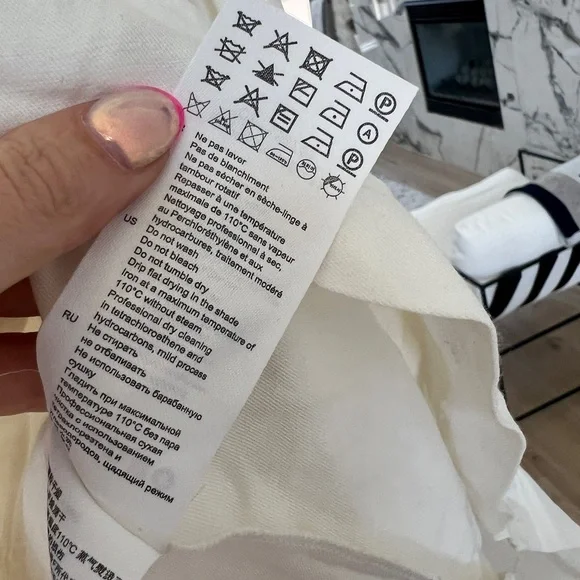 P
A
P
Ne pas laver
Pas de blanchiment
Ne pas sécher en sèche-linge à
tambour rotatif
Repasser à une température
maximale de 110°C sans vapeur
Nettoyage professionnel à sec,
au Perchloréthylène et aux
hydrocarbures, traitement modéré
US
Do not wash
Do not bleach
Do not tumble dry
Drip flat drying in the shade
Iron at a maximum temperature of
110°C without steam
Professional dry cleaning
in tetrachloroethene and
hydrocarbons, mild process
RU
Не стирать
не отбеливать
Не использовать барабанную
сушку
Гладить при максимальной
температуре 110°C без пара
Профессиональная сухая
чистка с использованием
и
щадящий режим
110°C 蒸气熨